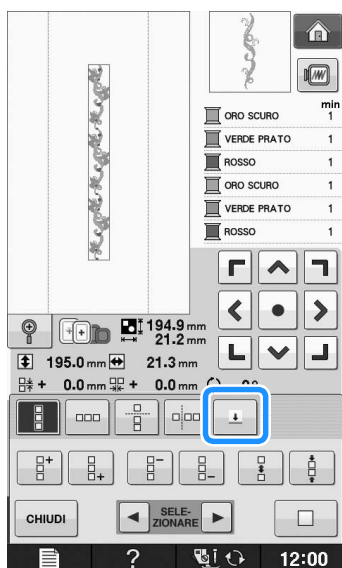 min
ORO SCURO 1
VERDE PRATO 1
ROSSO 1
ORO SCURO 1
VERDE PRATO 1
ROSSO 1
194.9 mm
21.2 mm
195.0 mm 21.3 mm
+ 0.0 mm + 0.0 mm 0°
CHIUDI
SELE-
ZIONARE
? 12:00